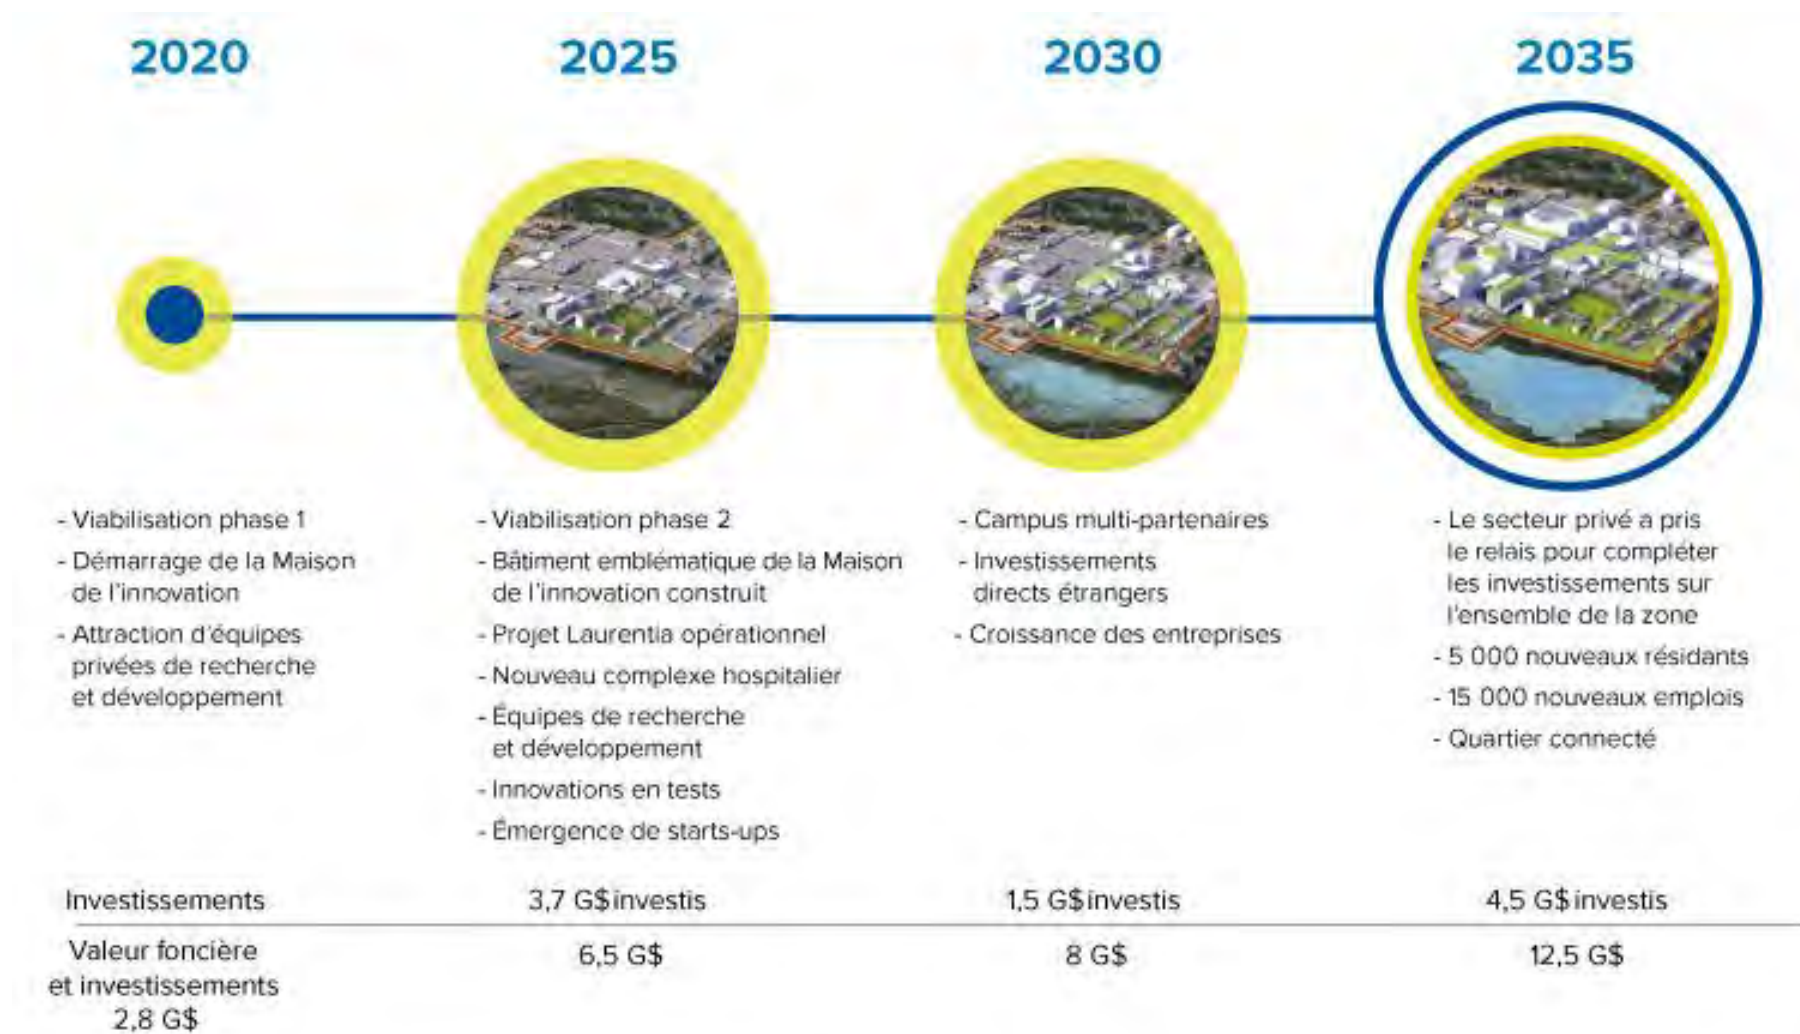 2020
2025
2030
2035
- Viabilisation phase 1
- Démarrage de la Maison
de l'innovation
- Attraction d'équipes
privées de recherche
et développement
- Viabilisation phase 2
- Bâtiment emblématique de la Maison
de l'innovation construit
- Projet Laurentia opérationnel
- Nouveau complexe hospitalier
- Équipes de recherche
et développement
- Innovations en tests
- Émergence de starts-ups
- Campus multi-partenaires
- Investissements
directs étrangers
- Croissance des entreprises
- Le secteur privé a pris
le relais pour compléter
les investissements sur
l'ensemble de la zone
- 5 000 nouveaux résidants
- 15 000 nouveaux emplois
- Quartier connecté
Investissements
3,7 G$ investis
1,5 G$ investis
4,5 G$ investis
Valeur foncière
et investissements
2,8 G$
6,5 G$
8 G$
12,5 G$